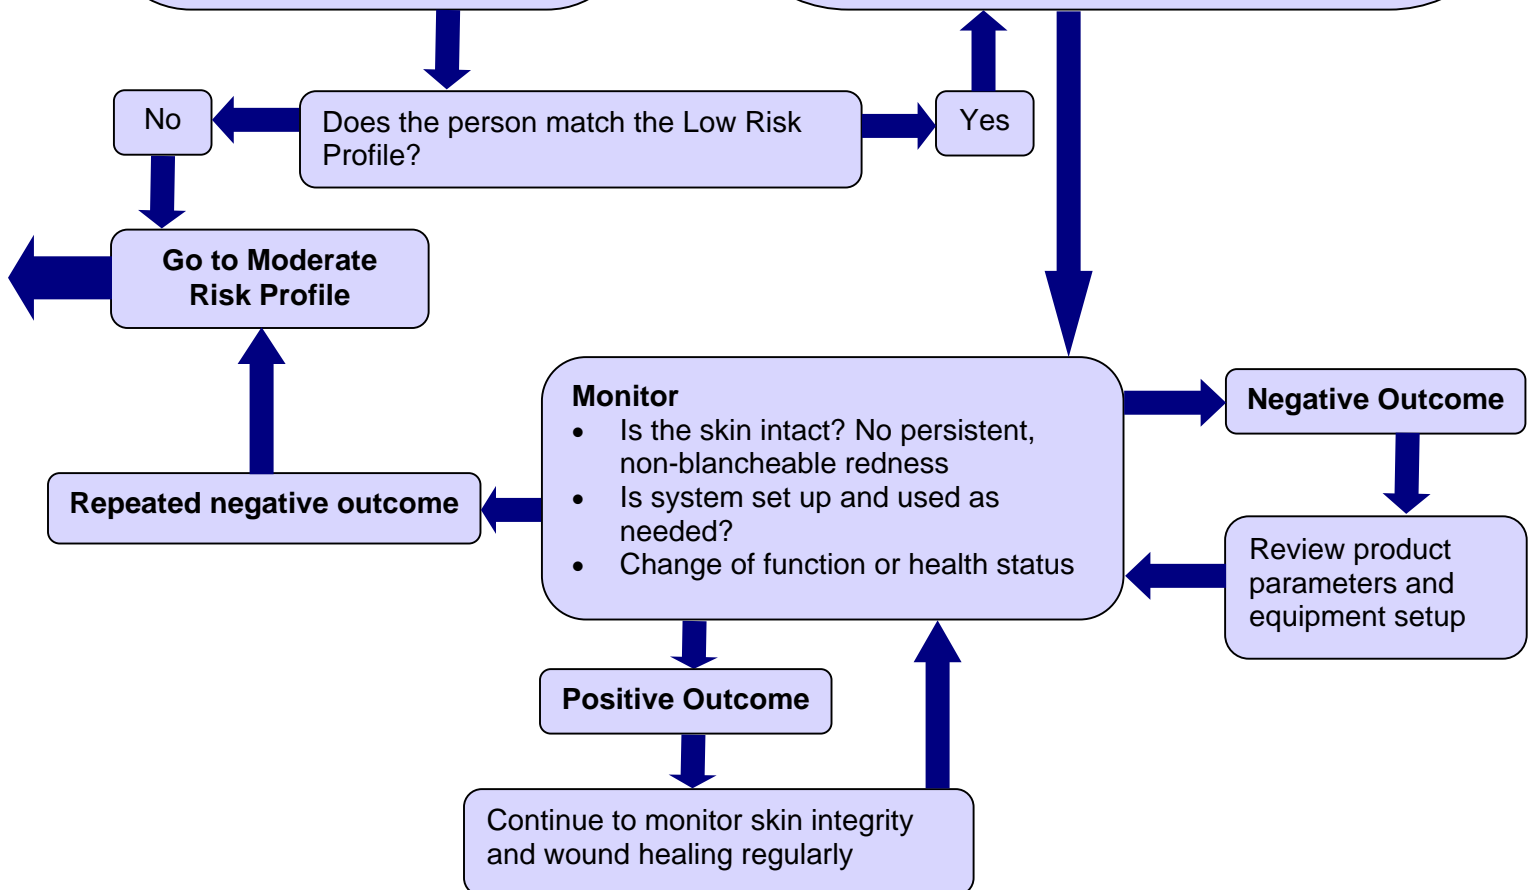 No
Does the person match the Low Risk
Profile?
Yes
Go to Moderate
Risk Profile
Monitor
• Is the skin intact? No persistent,
non-blancheable redness
• Is system set up and used as
needed?
• Change of function or health status
Negative Outcome
Repeated negative outcome
Review product
parameters and
equipment setup
Positive Outcome
Continue to monitor skin integrity
and wound healing regularly